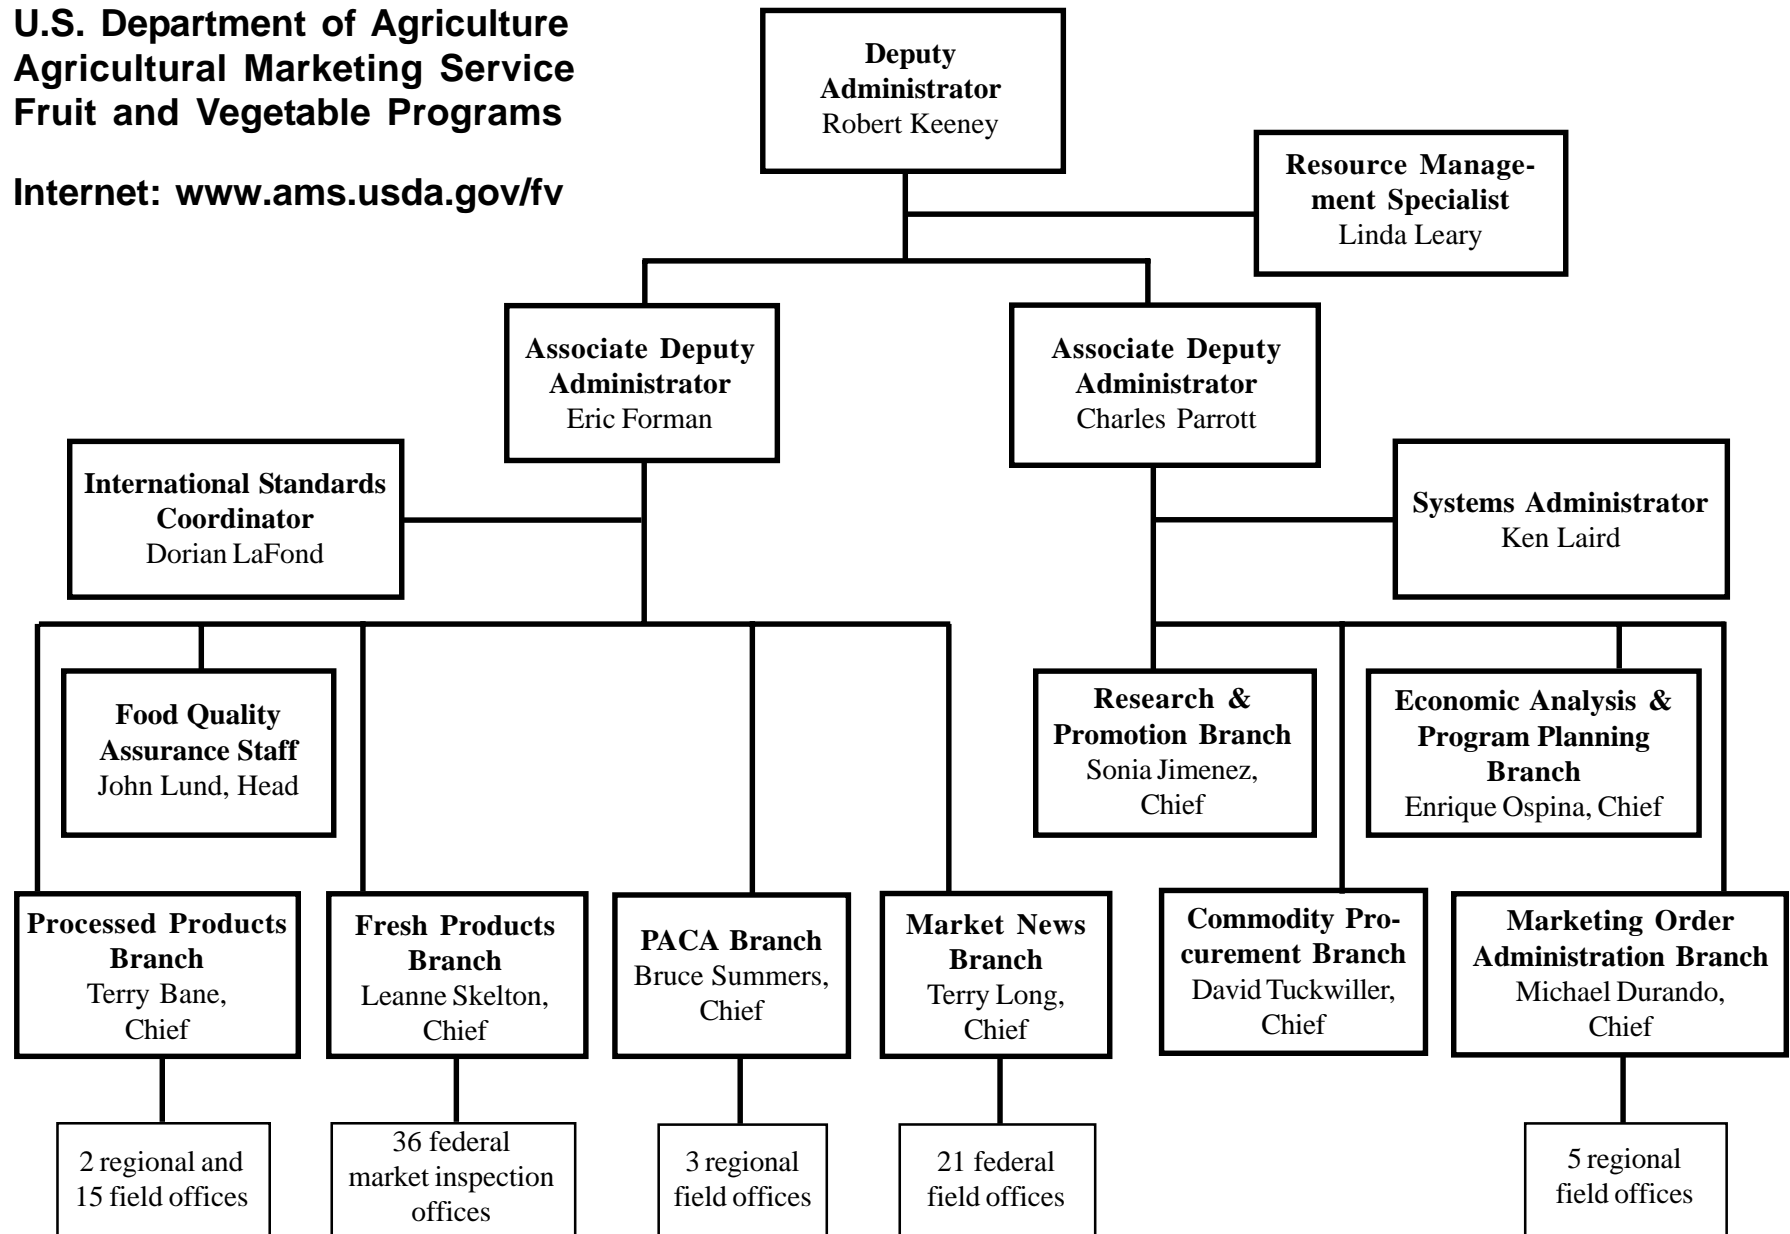 U.S. Department of Agriculture
Agricultural Marketing Service
Fruit and Vegetable Programs
Internet: www.ams.usda.gov/fv
Deputy
Administrator
Robert Keeney
Resource Manage-
ment Specialist
Linda Leary
Associate Deputy
Administrator
Eric Forman
Associate Deputy
Administrator
Charles Parrott
International Standards
Coordinator
Dorian LaFond
Systems Administrator
Ken Laird
Food Quality
Assurance Staff
John Lund, Head
Research &
Promotion Branch
Sonia Jimenez,
Chief
Economic Analysis &
Program Planning
Branch
Enrique Ospina, Chief
Processed Products
Branch
Terry Bane,
Chief
Fresh Products
Branch
Leanne Skelton,
Chief
PACA Branch
Bruce Summers,
Chief
Market News
Branch
Terry Long,
Chief
Commodity Pro-
curement Branch
David Tuckwiller,
Chief
Marketing Order
Administration Branch
Michael Durando,
Chief
2 regional and
15 field offices
36 federal
market inspection
offices
3 regional
field offices
21 federal
field offices
5 regional
field offices